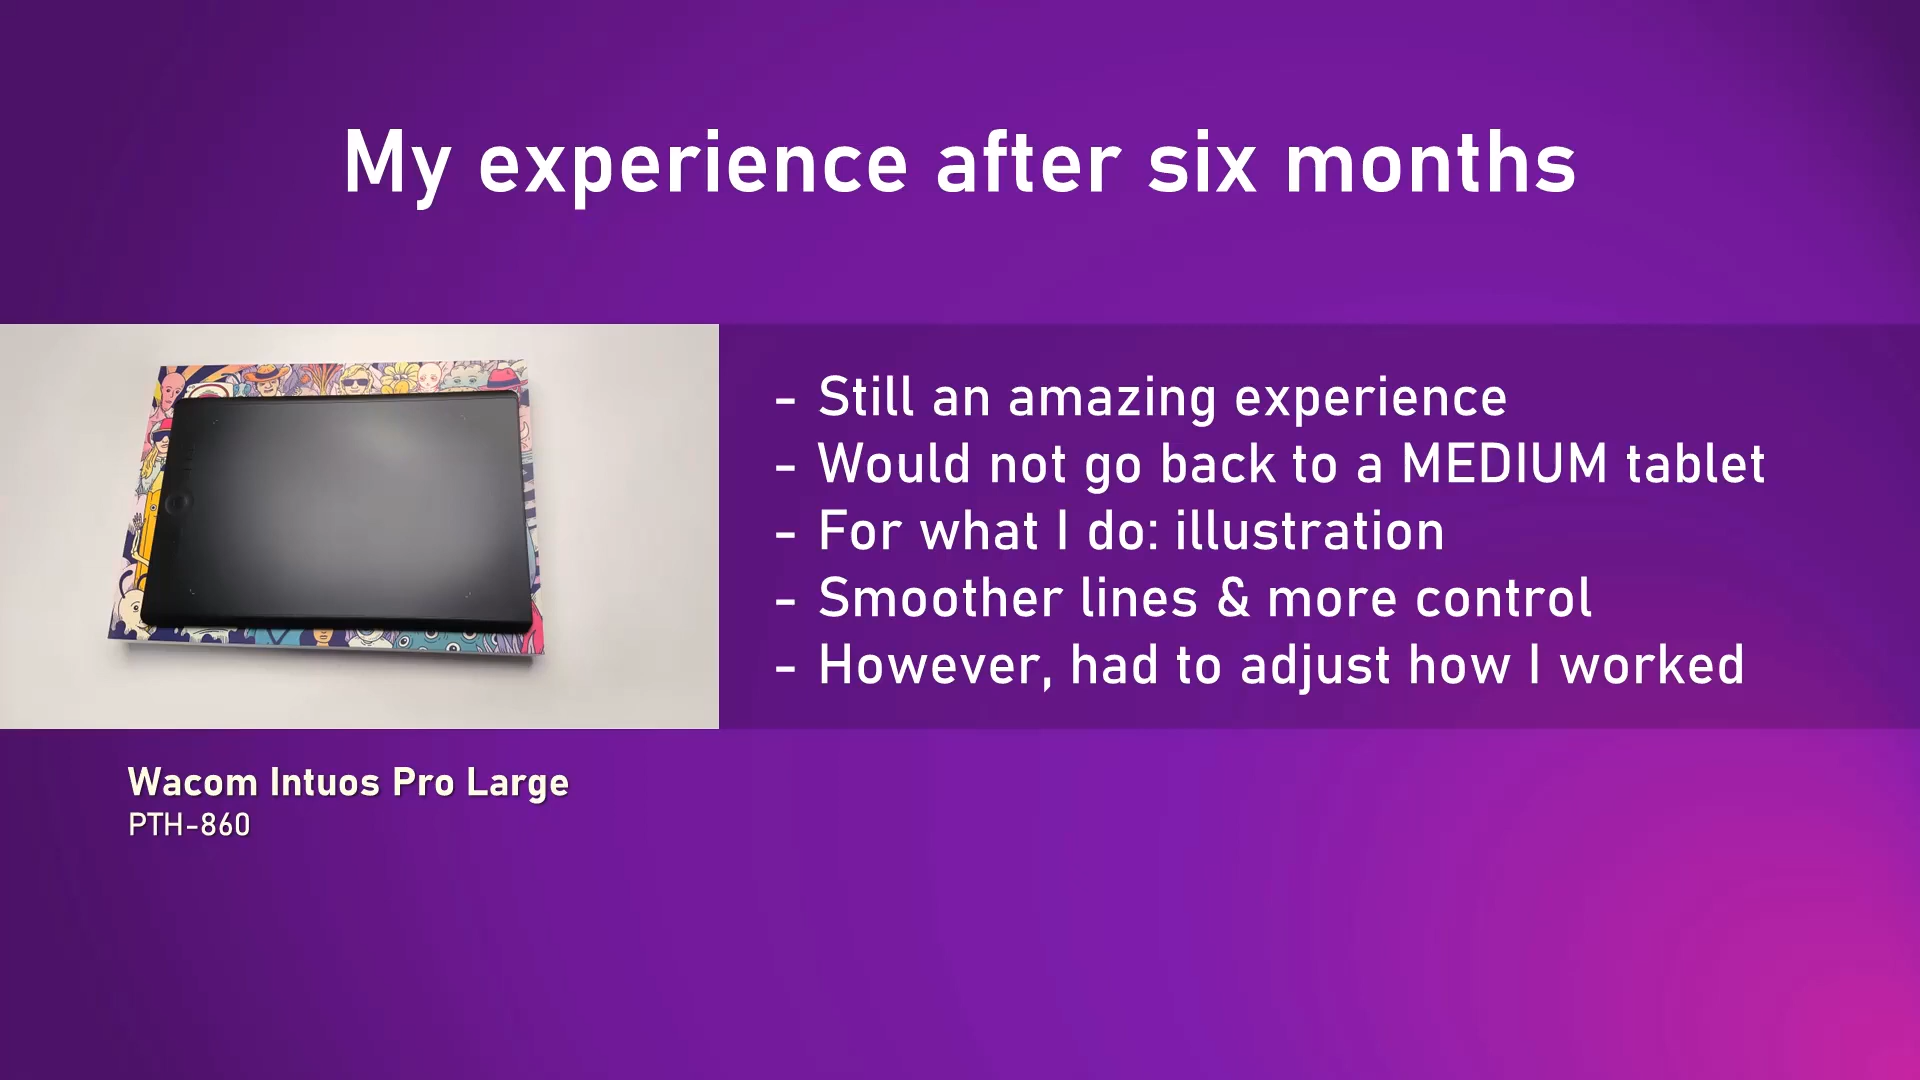 My experience after six months
- Still an amazing experience
- Would not go back to a MEDIUM tablet
- For what I do: illustration
- Smoother lines & more control
- However, had to adjust how I worked
Wacom Intuos Pro Large
PTH-860